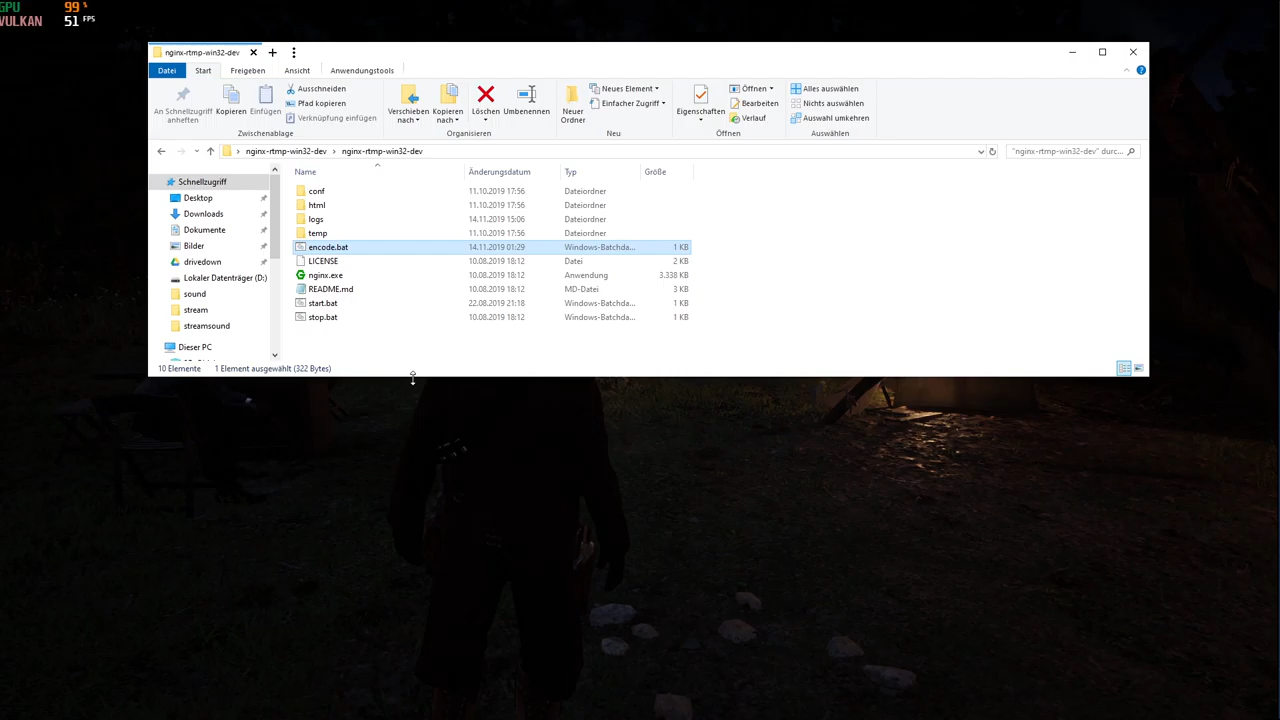 GPU 99 %
VULKAN 51 FPS
nginx-rtmp-win32-dev
Datei Start Freigeben Ansicht Anwendungstools
An Schnellzugriff anheften
Kopieren
Einfügen
Ausschneiden
Pfad kopieren
Verknüpfung einfügen
Zwischenablage
Verschieben nach
Kopieren nach
Löschen
Umbenennen
Organisieren
Neuer Ordner
Neues Element
Einfacher Zugriff
Neu
Eigenschaften
Öffnen
Bearbeiten
Verlauf
Öffnen
Alles auswählen
Nichts auswählen
Auswahl umkehren
Auswählen
nginx-rtmp-win32-dev › nginx-rtmp-win32-dev
"nginx-rtmp-win32-dev" durc...
Schnellzugriff
Desktop
Downloads
Dokumente
Bilder
drivedown
Lokaler Datenträger (D:)
sound
stream
streamsound
Dieser PC
Name Änderungsdatum Typ Größe
conf 11.10.2019 17:56 Dateiordner
html 11.10.2019 17:56 Dateiordner
logs 14.11.2019 15:06 Dateiordner
temp 11.10.2019 17:56 Dateiordner
encode.bat 14.11.2019 01:29 Windows-Batchda... 1 KB
LICENSE 10.08.2019 18:12 Datei 2 KB
nginx.exe 10.08.2019 18:12 Anwendung 3.338 KB
README.md 10.08.2019 18:12 MD-Datei 3 KB
start.bat 22.08.2019 21:18 Windows-Batchda... 1 KB
stop.bat 10.08.2019 18:12 Windows-Batchda... 1 KB
10 Elemente 1 Element ausgewählt (322 Bytes)